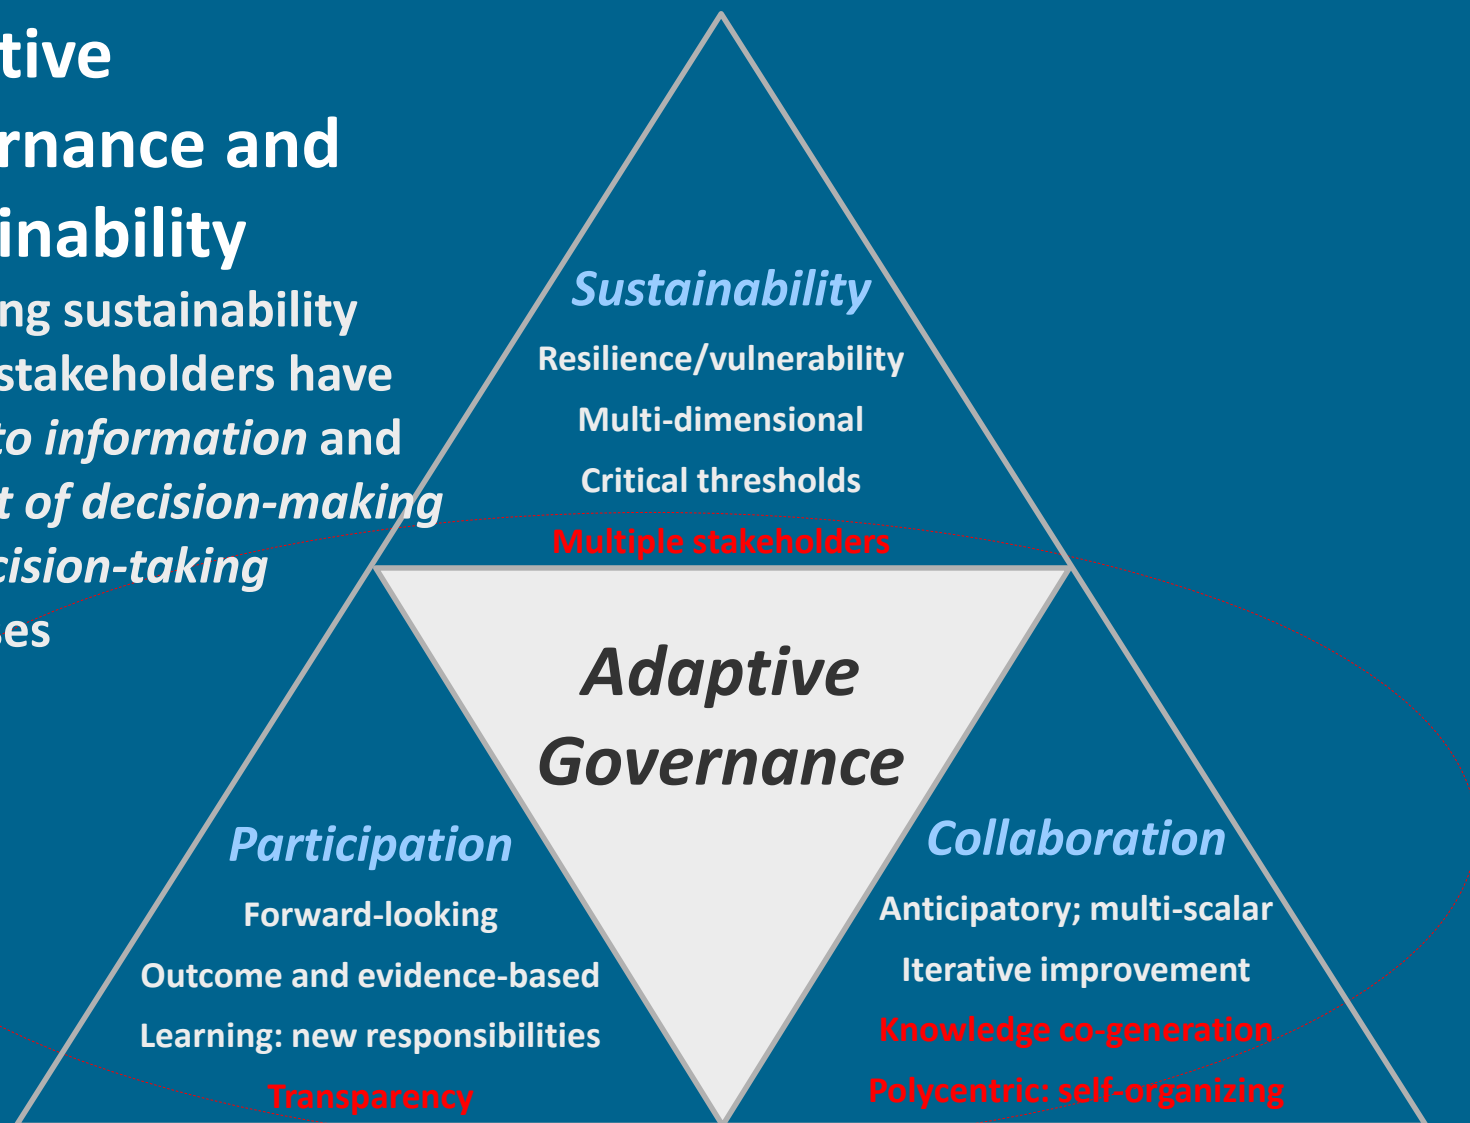 tive
rnance and
inability
ng sustainability
stakeholders have
to information and
t of decision-making
cision-taking
es
Sustainability
Resilience/vulnerability
Multi-dimensional
Critical thresholds
Multiple stakeholders
Adaptive
Governance
Participation
Forward-looking
Outcome and evidence-based
Learning: new responsibilities
Transparency
Collaboration
Anticipatory; multi-scalar
Iterative improvement
Knowledge co-generation
Polycentric: self-organizing